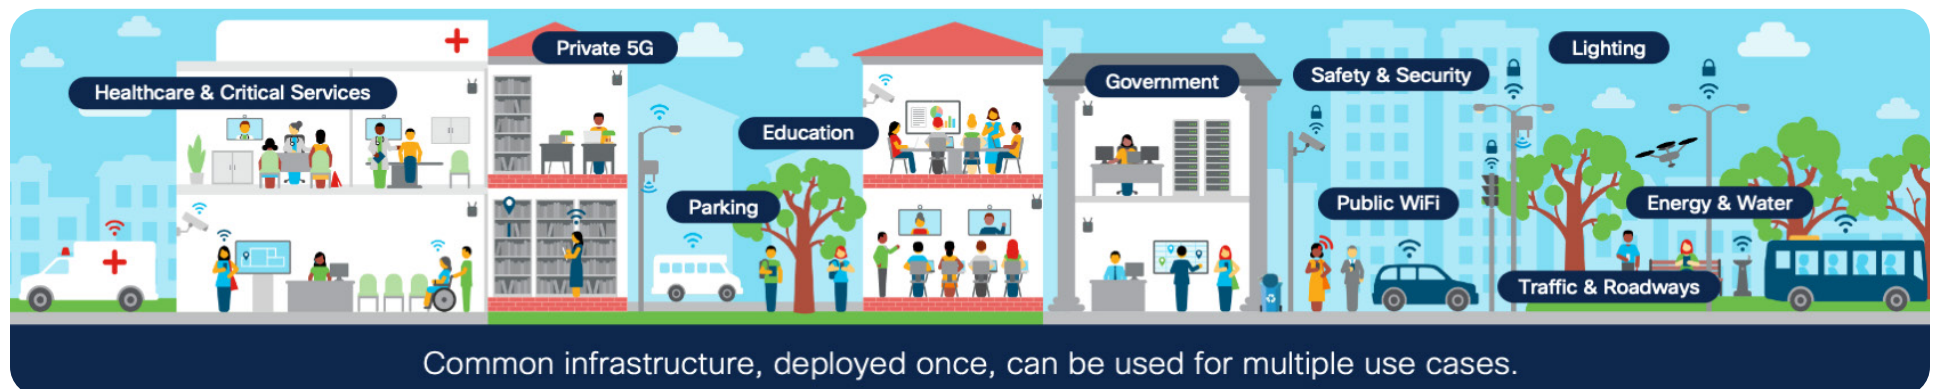 Healthcare & Critical Services
Private 5G
Education
Parking
Government
Safety & Security
Lighting
Public WiFi
Energy & Water
Traffic & Roadways
Common infrastructure, deployed once, can be used for multiple use cases.